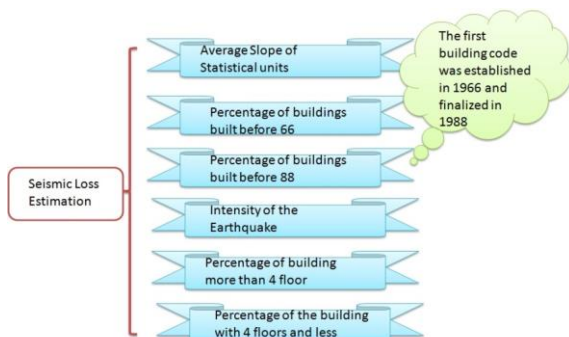 Average Slope of
Statistical units
The first
building code
was established
in 1966 and
finalized in
1988
Percentage of buildings
built before 66
Percentage of buildings
built before 88
Seismic Loss
Estimation
Intensity of the
Earthquake
Percentage of building
more than 4 floor
Percentage of the building
with 4 floors and less